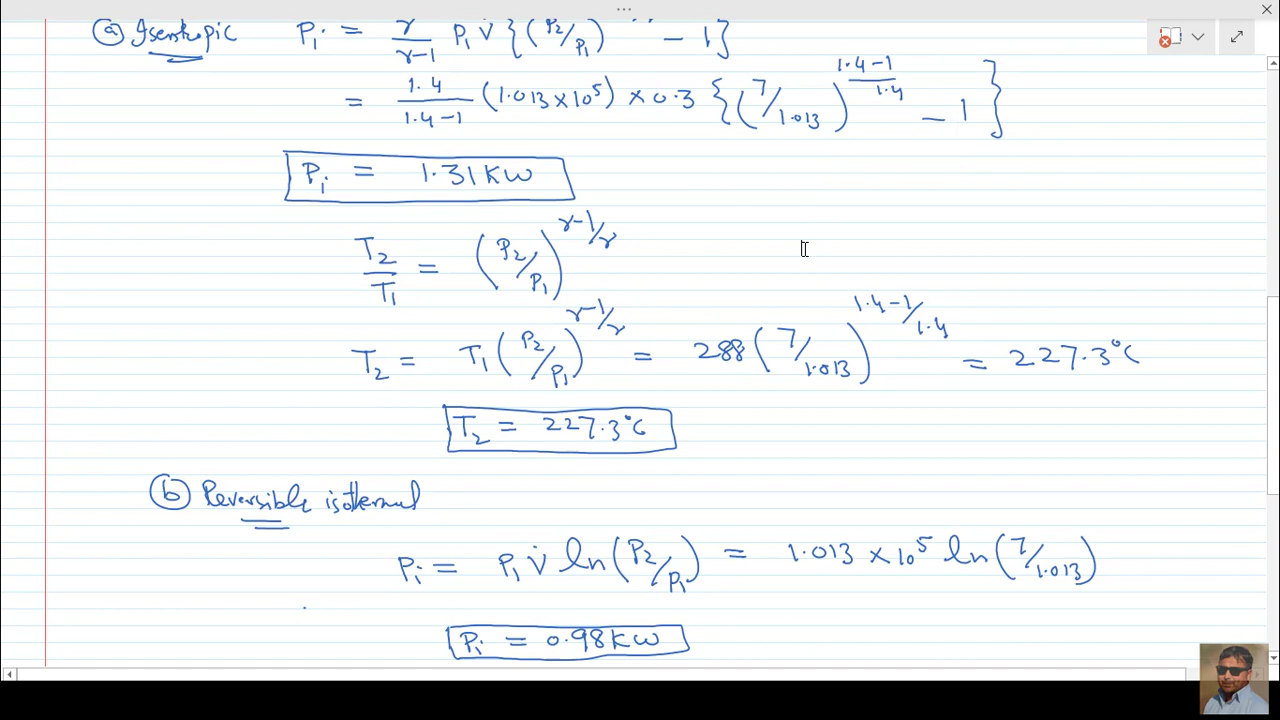 ⓐ Isentropic Pi = γ/γ-1 P1 V̇ {(P2/P1) - 1}
= 1.4/1.4-1 (1.013×10^5) × 0.3 {(7/1.013)^(1.4-1/1.4) - 1}
Pi = 1.31 KW
T2/T1 = (P2/P1)^(γ-1/γ)
T2 = T1 (P2/P1)^(γ-1/γ) = 288 (7/1.013)^(1.4-1/1.4) = 227.3°C
T2 = 227.3°C
ⓑ Reversible isothermal
Pi = P1 V̇ ln(P2/P1) = 1.013 × 10^5 ln(7/1.013)
Pi = 0.98 KW